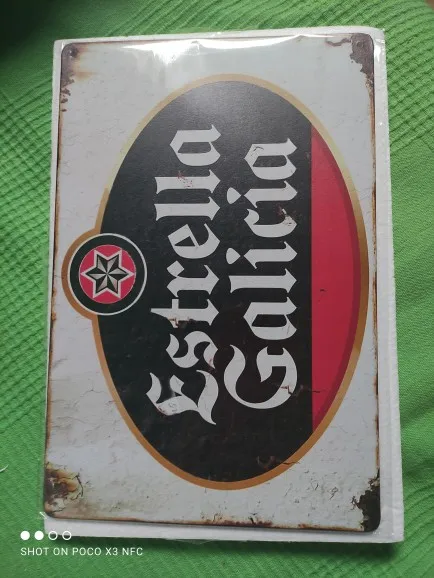 Estrella
Galicia
SHOT ON POCO X3 NFC